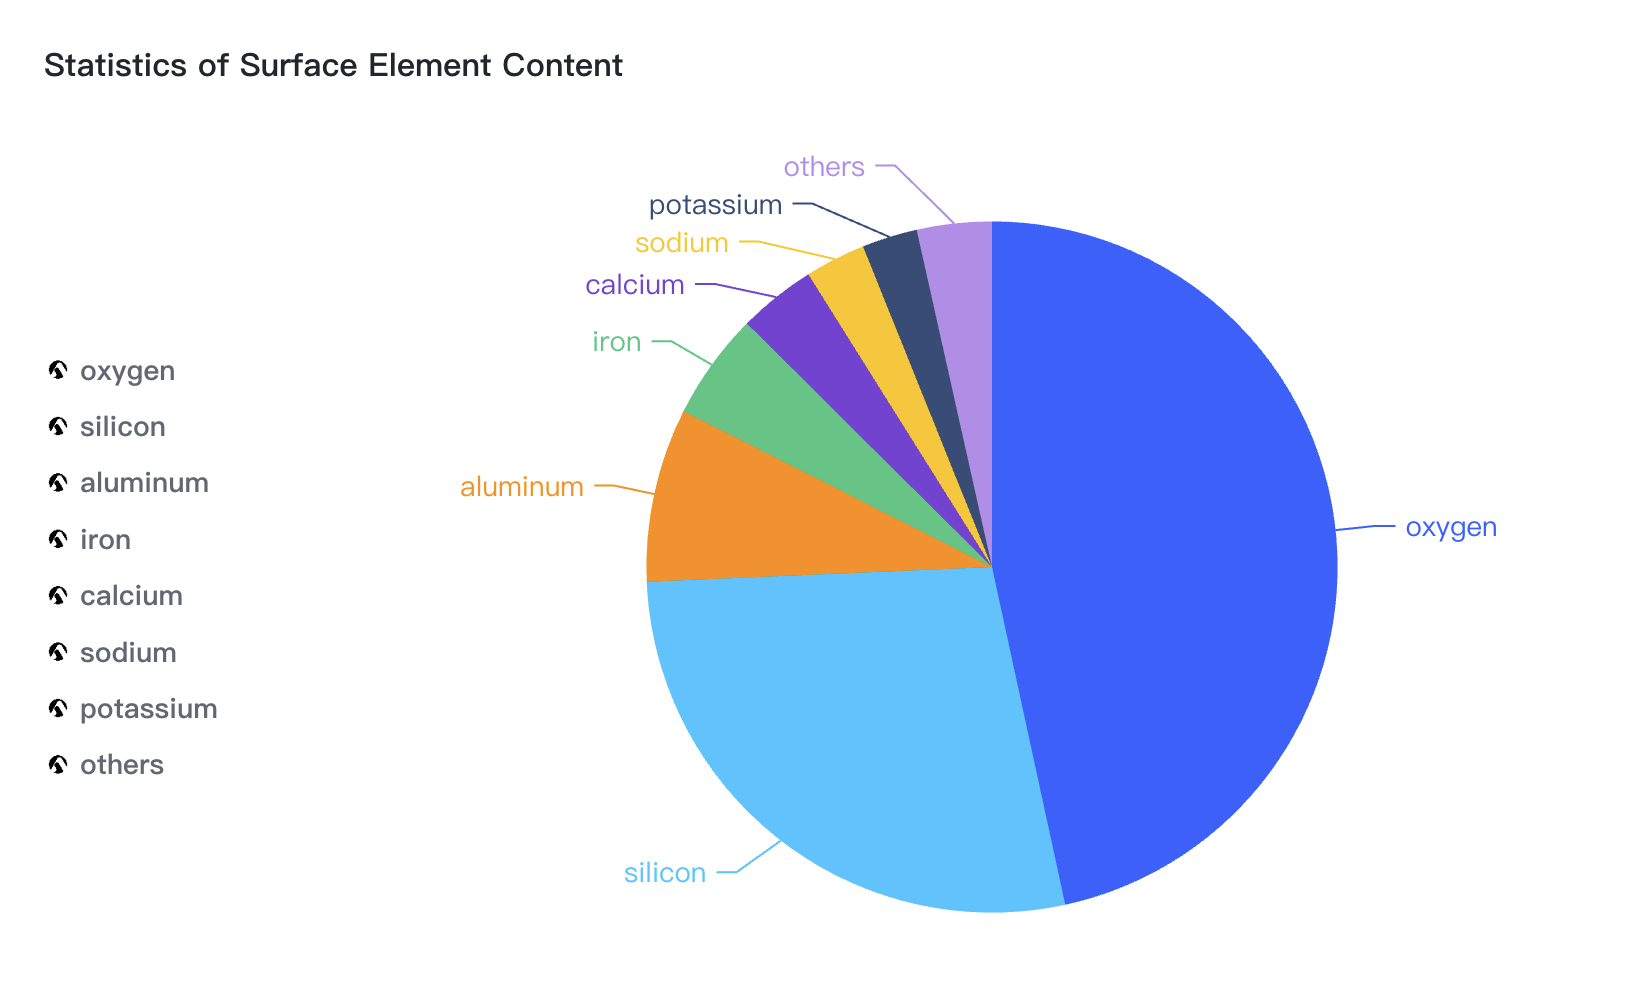 Statistics of Surface Element Content
others
potassium
sodium
calcium
iron
aluminum
silicon
oxygen
oxygen
silicon
aluminum
iron
calcium
sodium
potassium
others